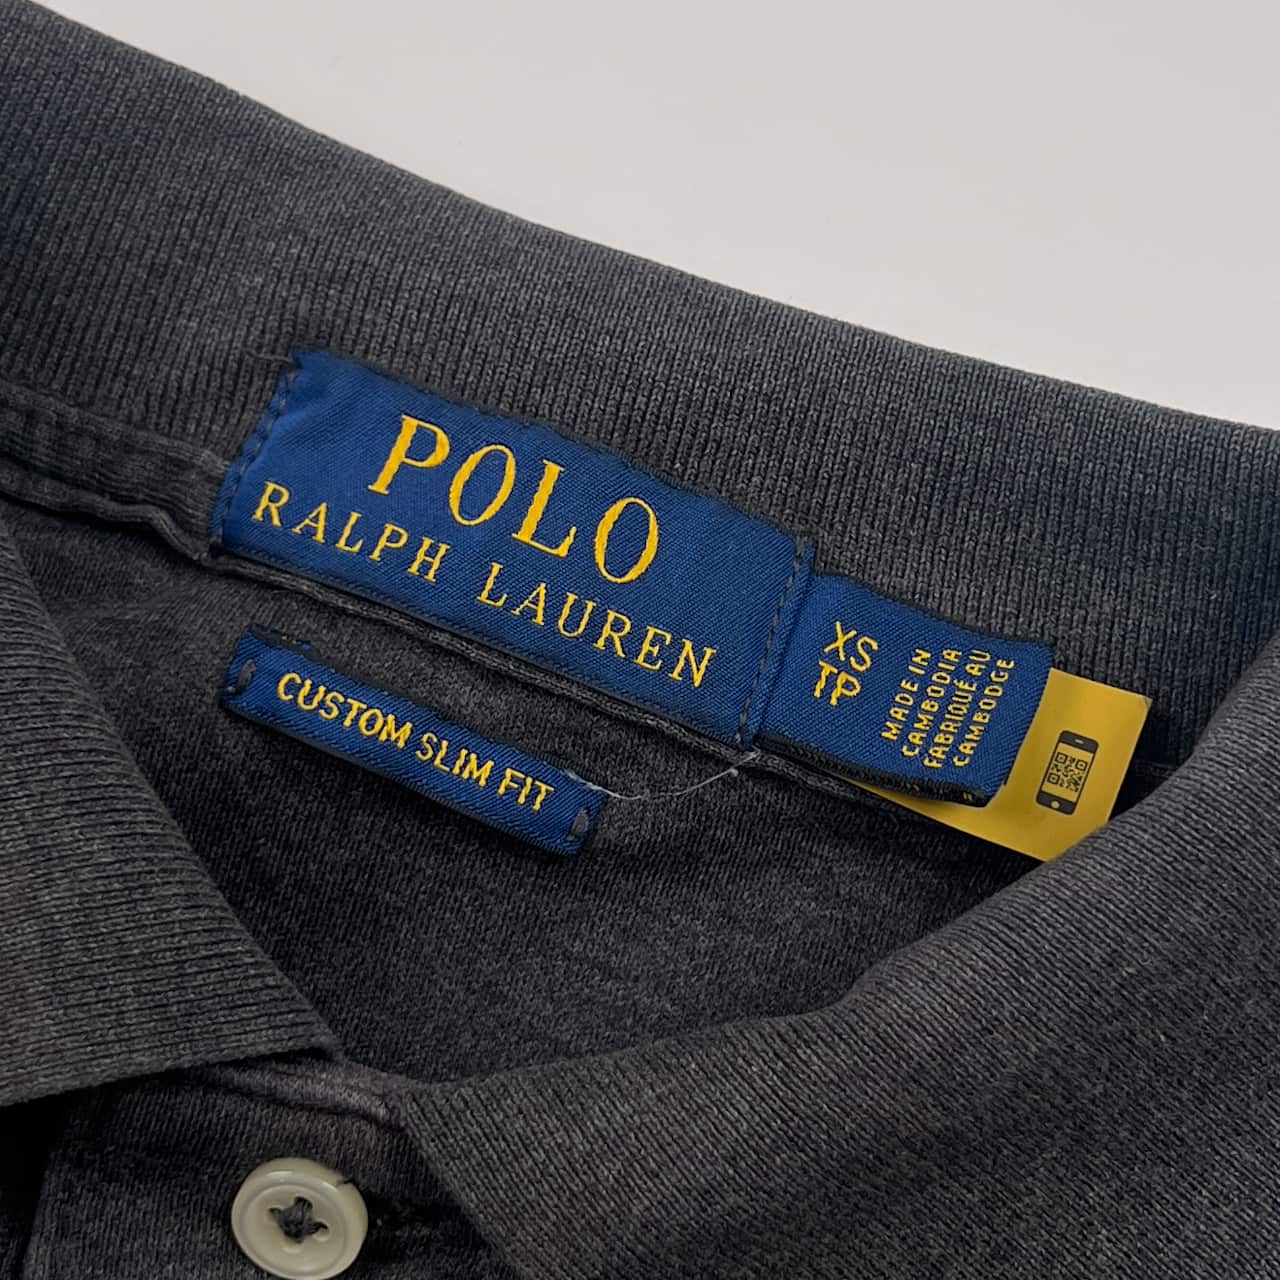 POLO
RALPH LAUREN
XS
TP
MADE IN
CAMBODIA
FABRIQUÉ AU
CAMBODGE
CUSTOM SLIM FIT